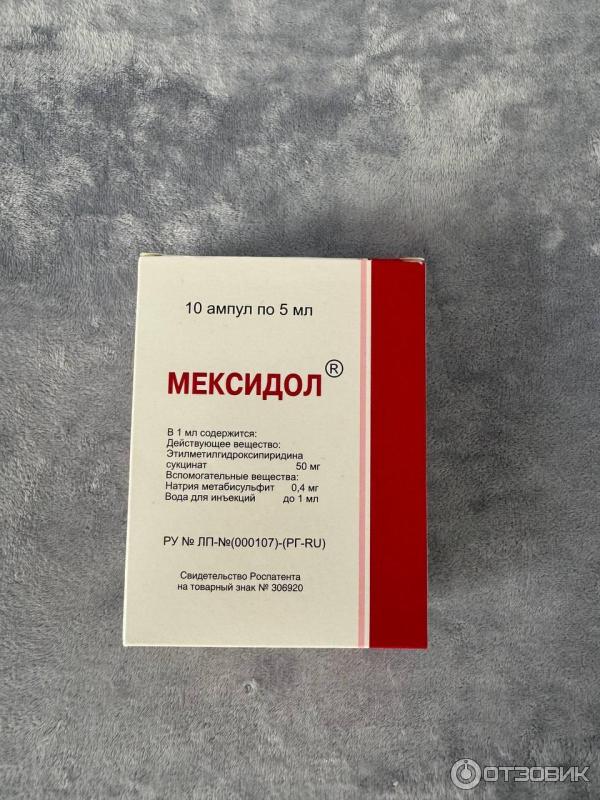 10 ампул по 5 мл
МЕКСИДОЛ®
В 1 мл содержится:
Действующее вещество:
Этилметилгидроксипиридина
сукцинат 50 мг
Вспомогательные вещества:
Натрия метабисульфит 0,4 мг
Вода для инъекций до 1 мл
РУ № ЛП-№(000107)-(РГ-RU)
Свидетельство Роспатента
на товарный знак № 306920
ОТЗОВИК